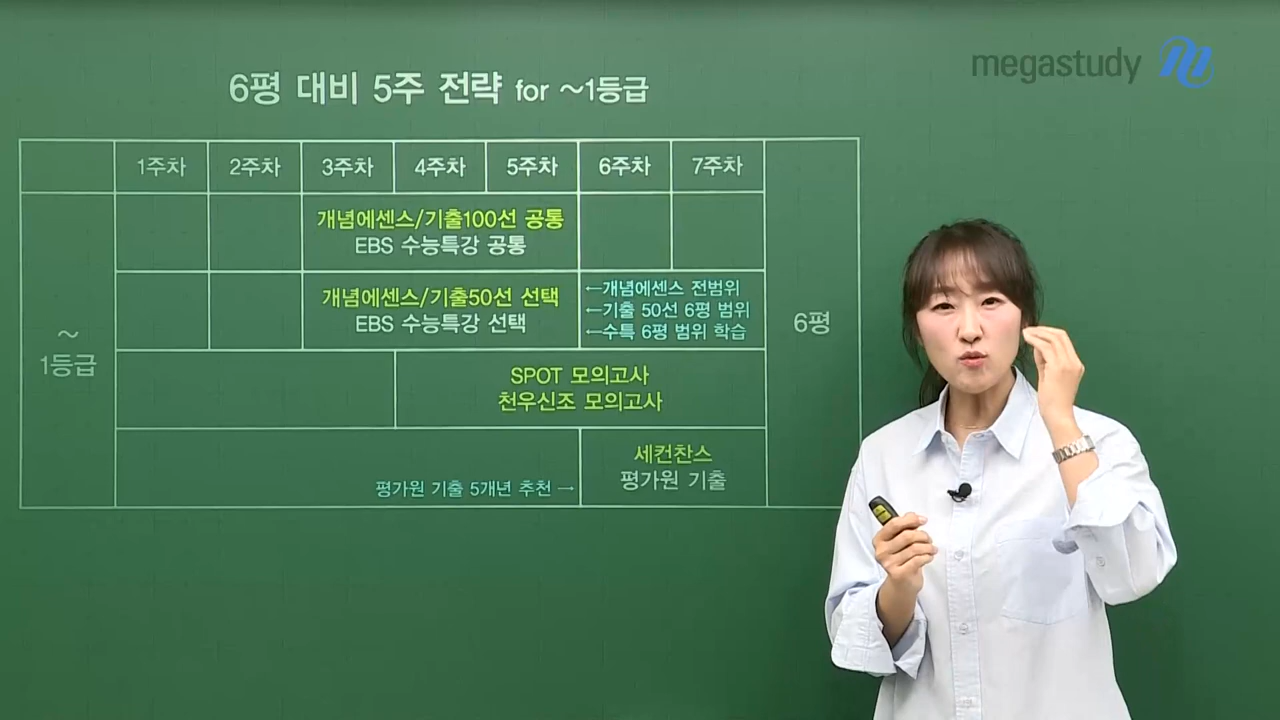 megastudy
6평 대비 5주 전략 for ~1등급
1주차 2주차 3주차 4주차 5주차 6주차 7주차
개념에센스/기출100선 공통
EBS 수능특강 공통
개념에센스/기출50선 선택
EBS 수능특강 선택
←개념에센스 전범위
←기출 50선 6평 범위
←수특 6평 범위 학습
~
1등급
6평
SPOT 모의고사
천우신조 모의고사
세컨찬스
평가원 기출
평가원 기출 5개년 추천 →